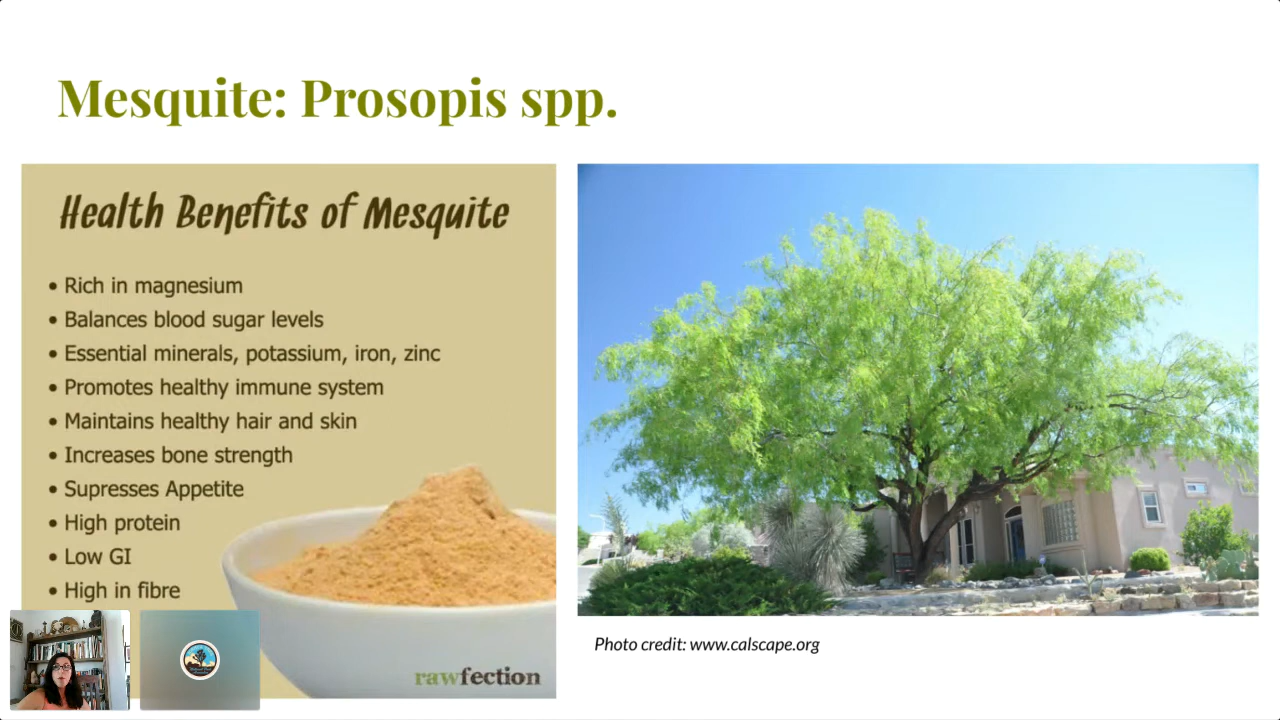 Mesquite: Prosopis spp.
Health Benefits of Mesquite
• Rich in magnesium
• Balances blood sugar levels
• Essential minerals, potassium, iron, zinc
• Promotes healthy immune system
• Maintains healthy hair and skin
• Increases bone strength
• Supresses Appetite
• High protein
• Low GI
• High in fibre
rawfection
Photo credit: www.calscape.org